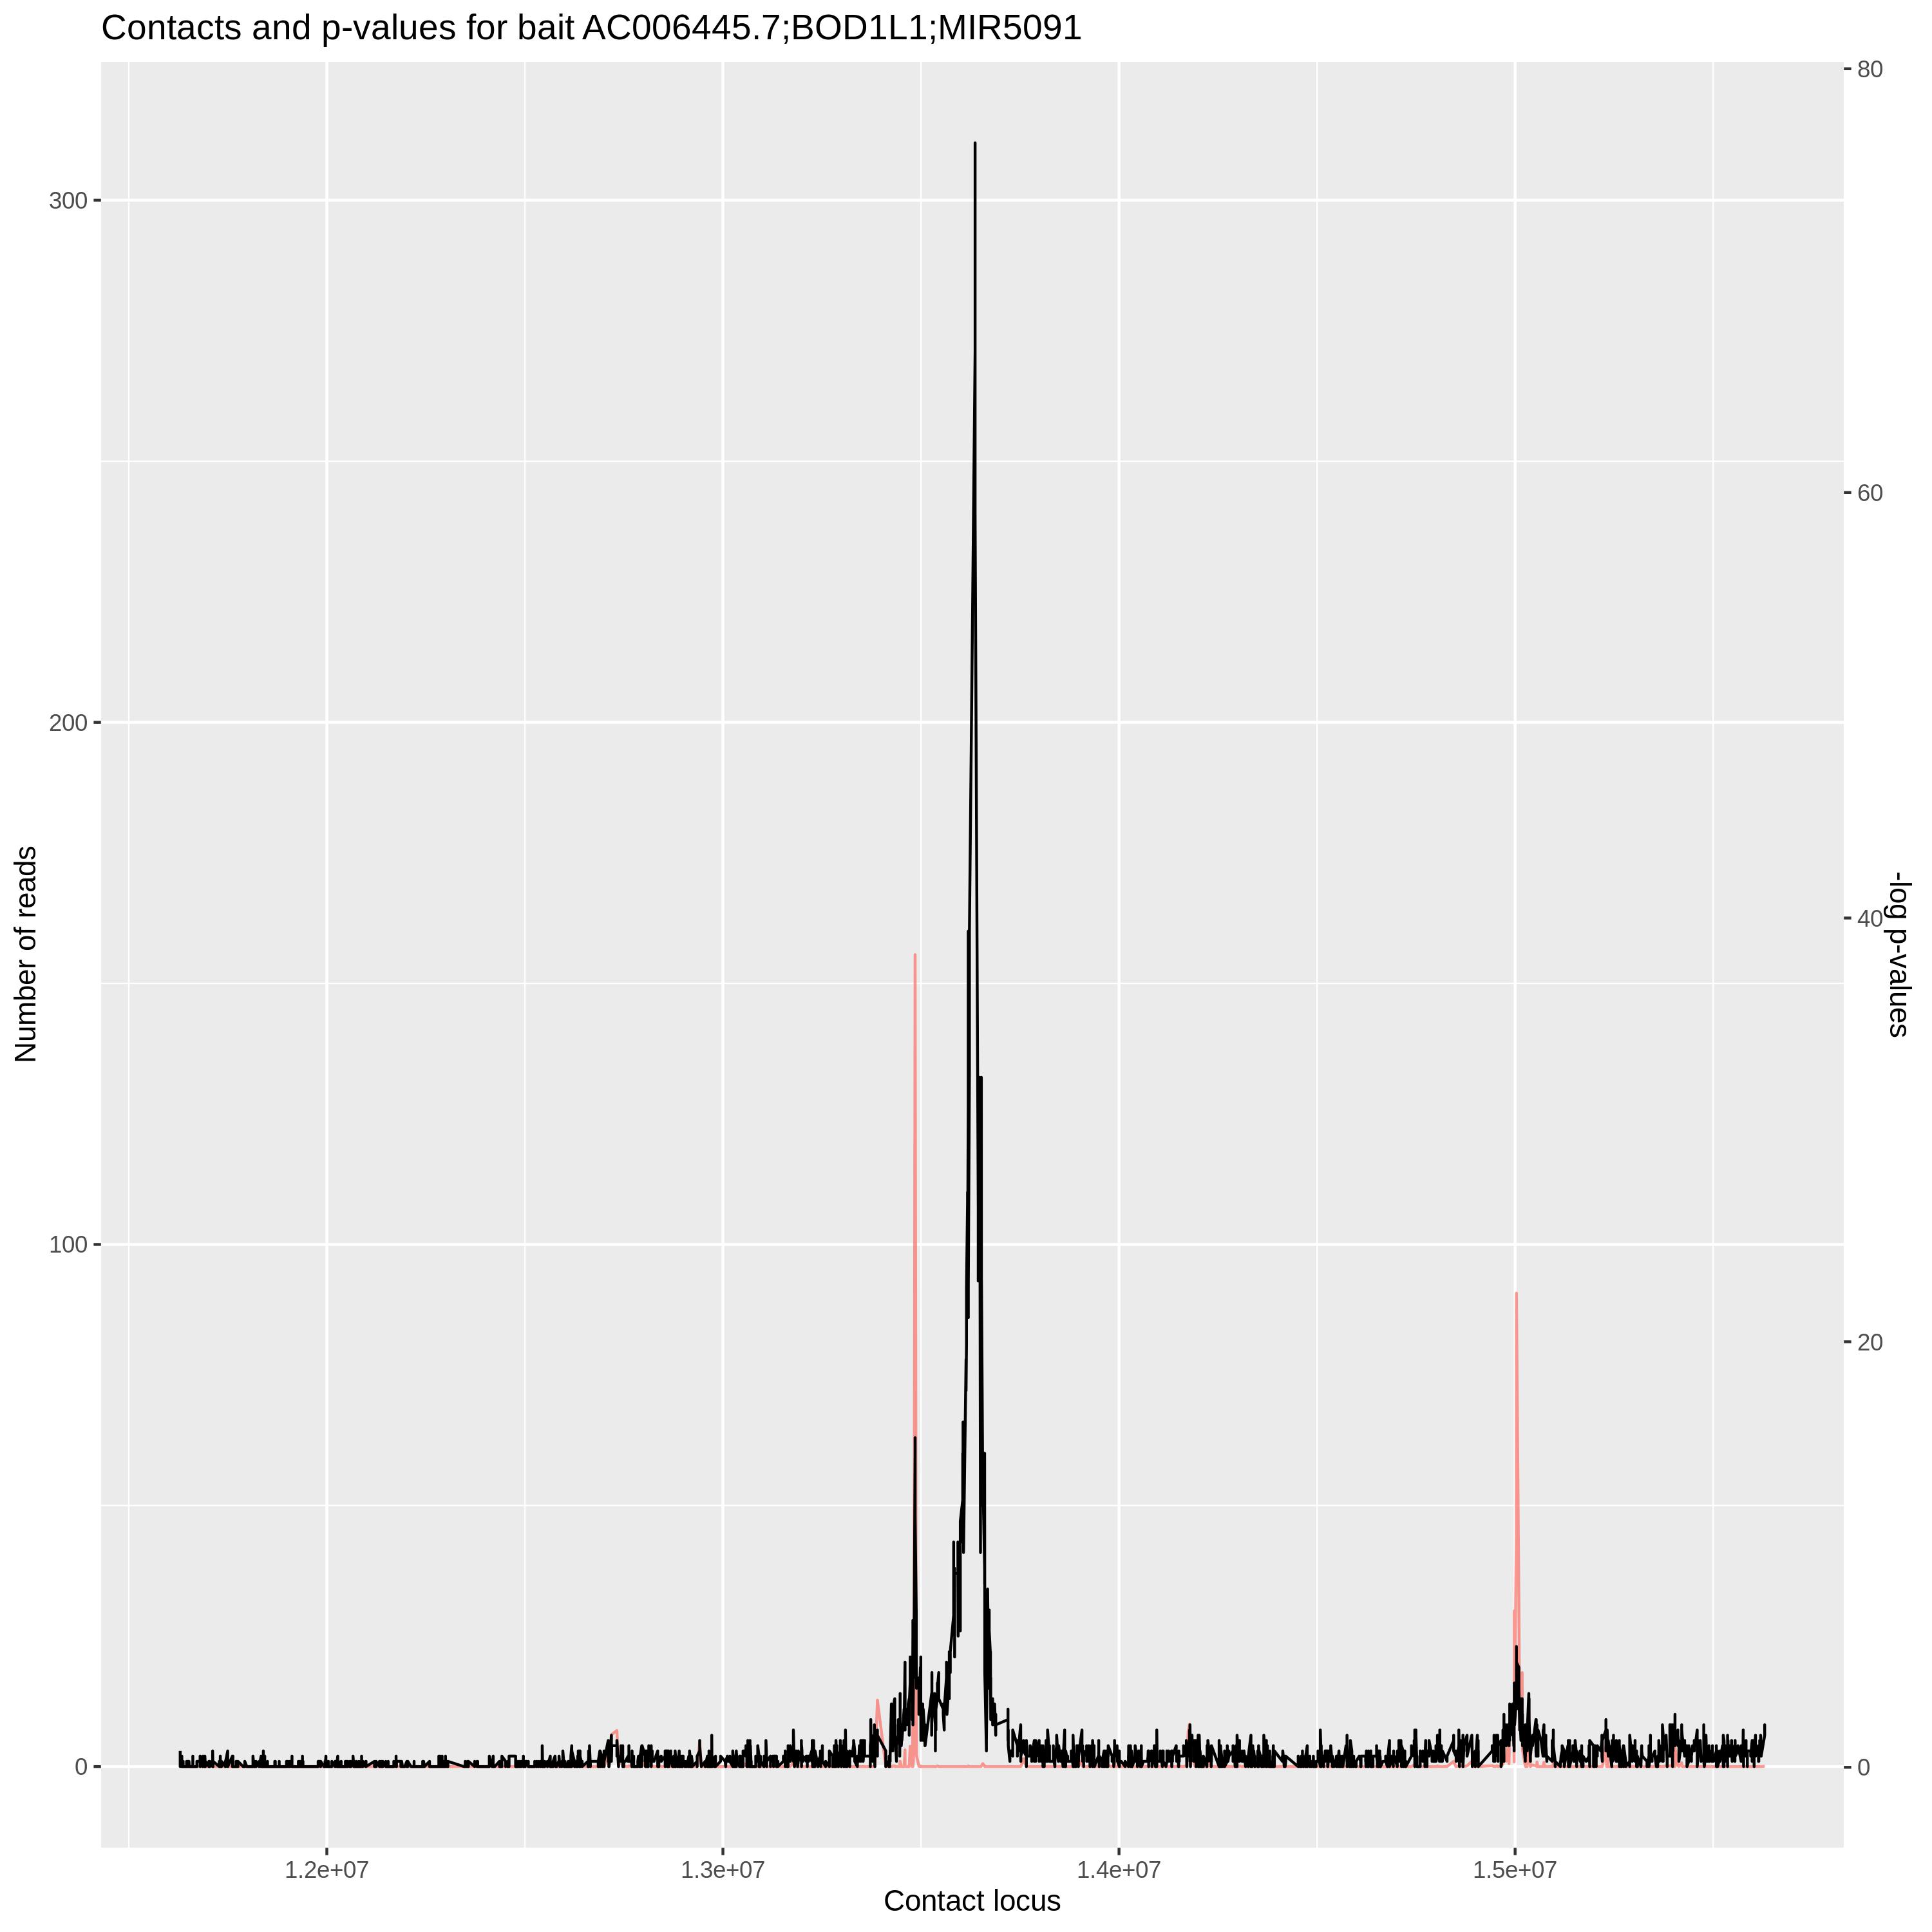 Contacts and p-values for bait AC006445.7;BOD1L1;MIR5091
80
300
60
200
Number of reads
40
-log p-values
100
20
0
0
1.2e+07
1.3e+07
1.4e+07
1.5e+07
Contact locus